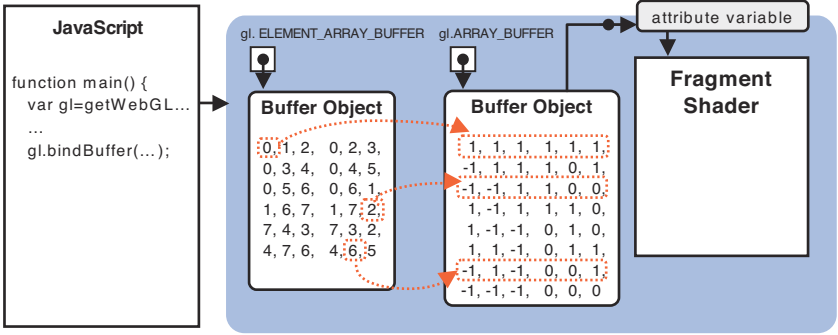 JavaScript
function main() {
var gl=getWebGL...
...
gl.bindBuffer(...);
gl. ELEMENT_ARRAY_BUFFER
Buffer Object
0, 1, 2, 0, 2, 3,
0, 3, 4, 0, 4, 5,
0, 5, 6, 0, 6, 1,
1, 6, 7, 1, 7, 2,
7, 4, 3, 7, 3, 2,
4, 7, 6, 4, 6, 5
gl.ARRAY_BUFFER
Buffer Object
1, 1, 1, 1, 1, 1,
-1, 1, 1, 1, 0, 1,
-1, -1, 1, 1, 0, 0,
1, -1, 1, 1, 1, 0,
1, -1, -1, 0, 1, 0,
1, 1, -1, 0, 1, 1,
-1, 1, -1, 0, 0, 1,
-1, -1, -1, 0, 0, 0
attribute variable
Fragment
Shader